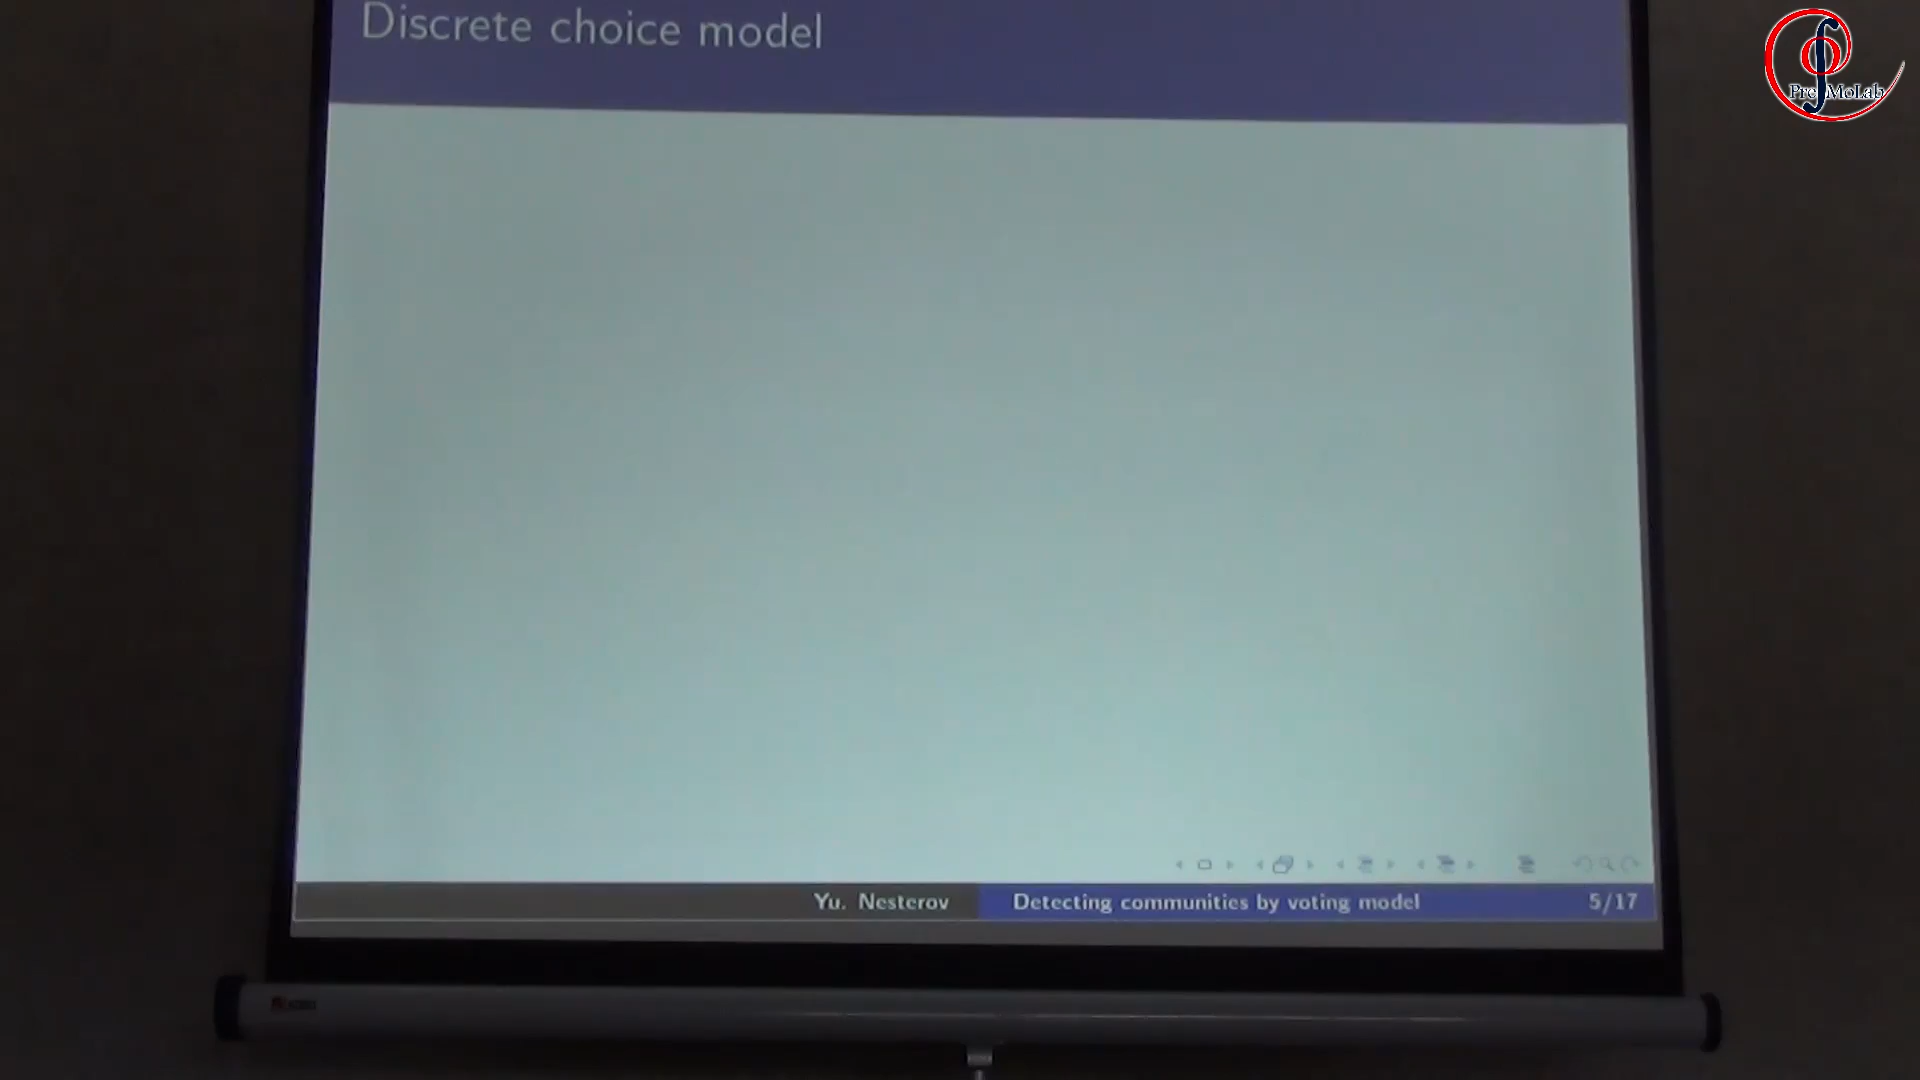 Discrete choice model
PreMoLab
Yu. Nesterov
Detecting communities by voting model
5/17